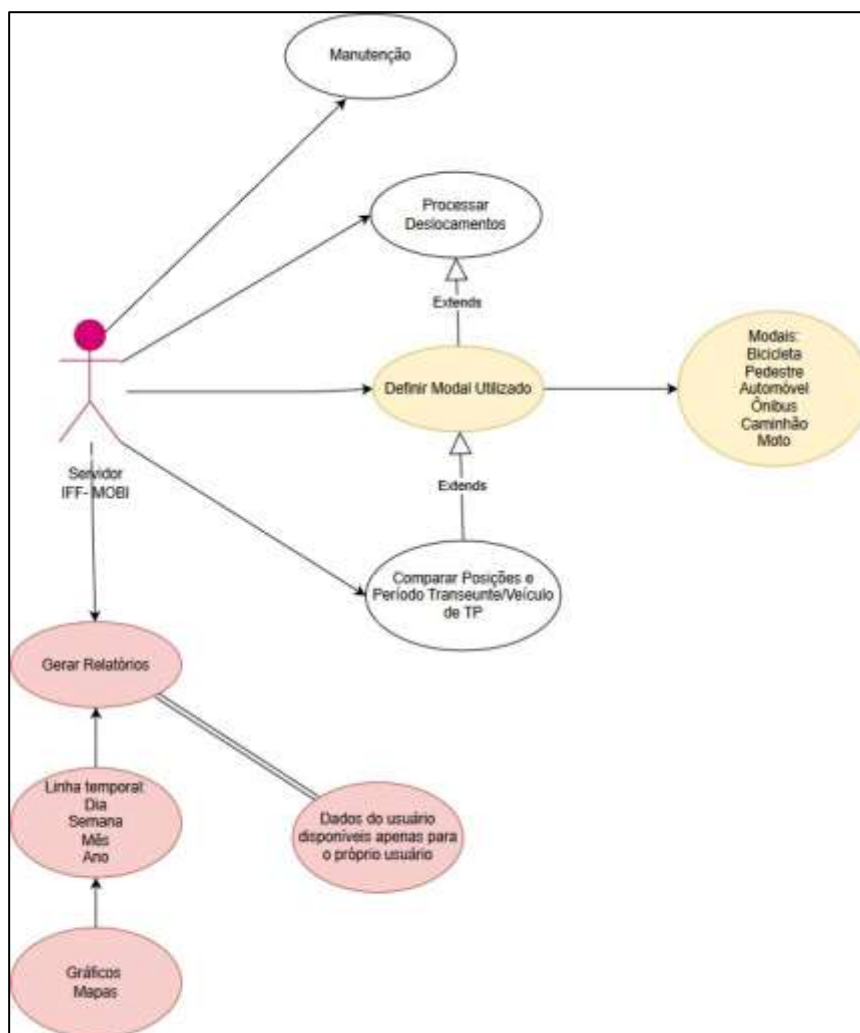 Manutenção
Processar
Deslocamentos
Extends
Definir Modal Utilizado
Modais:
Bicicleta
Pedestre
Automóvel
Ônibus
Caminhão
Moto
Servidor
IFF- MOBI
Extends
Comparar Posições e
Período Transeunte/Veículo
de TP
Gerar Relatórios
Linha temporal:
Dia
Semana
Mês
Ano
Dados do usuário
disponíveis apenas para
o próprio usuário
Gráficos
Mapas